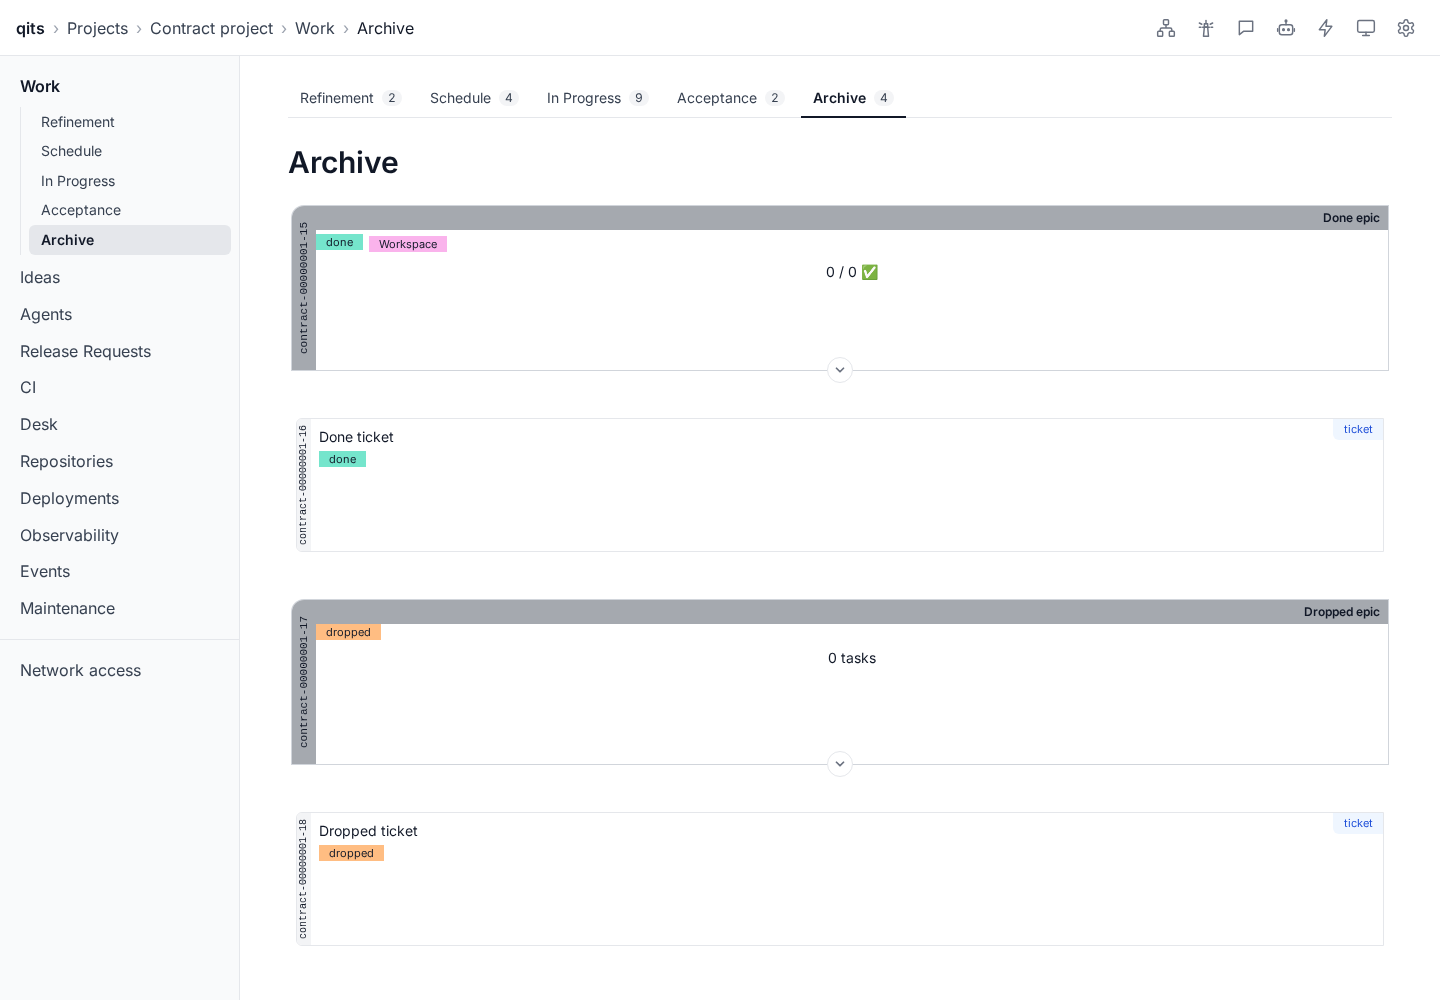 qits › Projects › Contract project › Work › Archive
Work
Refinement
Schedule
In Progress
Acceptance
Archive
Ideas
Agents
Release Requests
CI
Desk
Repositories
Deployments
Observability
Events
Maintenance
Network access
Refinement 2 Schedule 4 In Progress 9 Acceptance 2 Archive 4
Archive
contract-00000001-15
Done epic
done Workspace
0 / 0 ✅
contract-00000001-16
Done ticket
ticket
done
contract-00000001-17
Dropped epic
dropped
0 tasks
contract-00000001-18
Dropped ticket
ticket
dropped